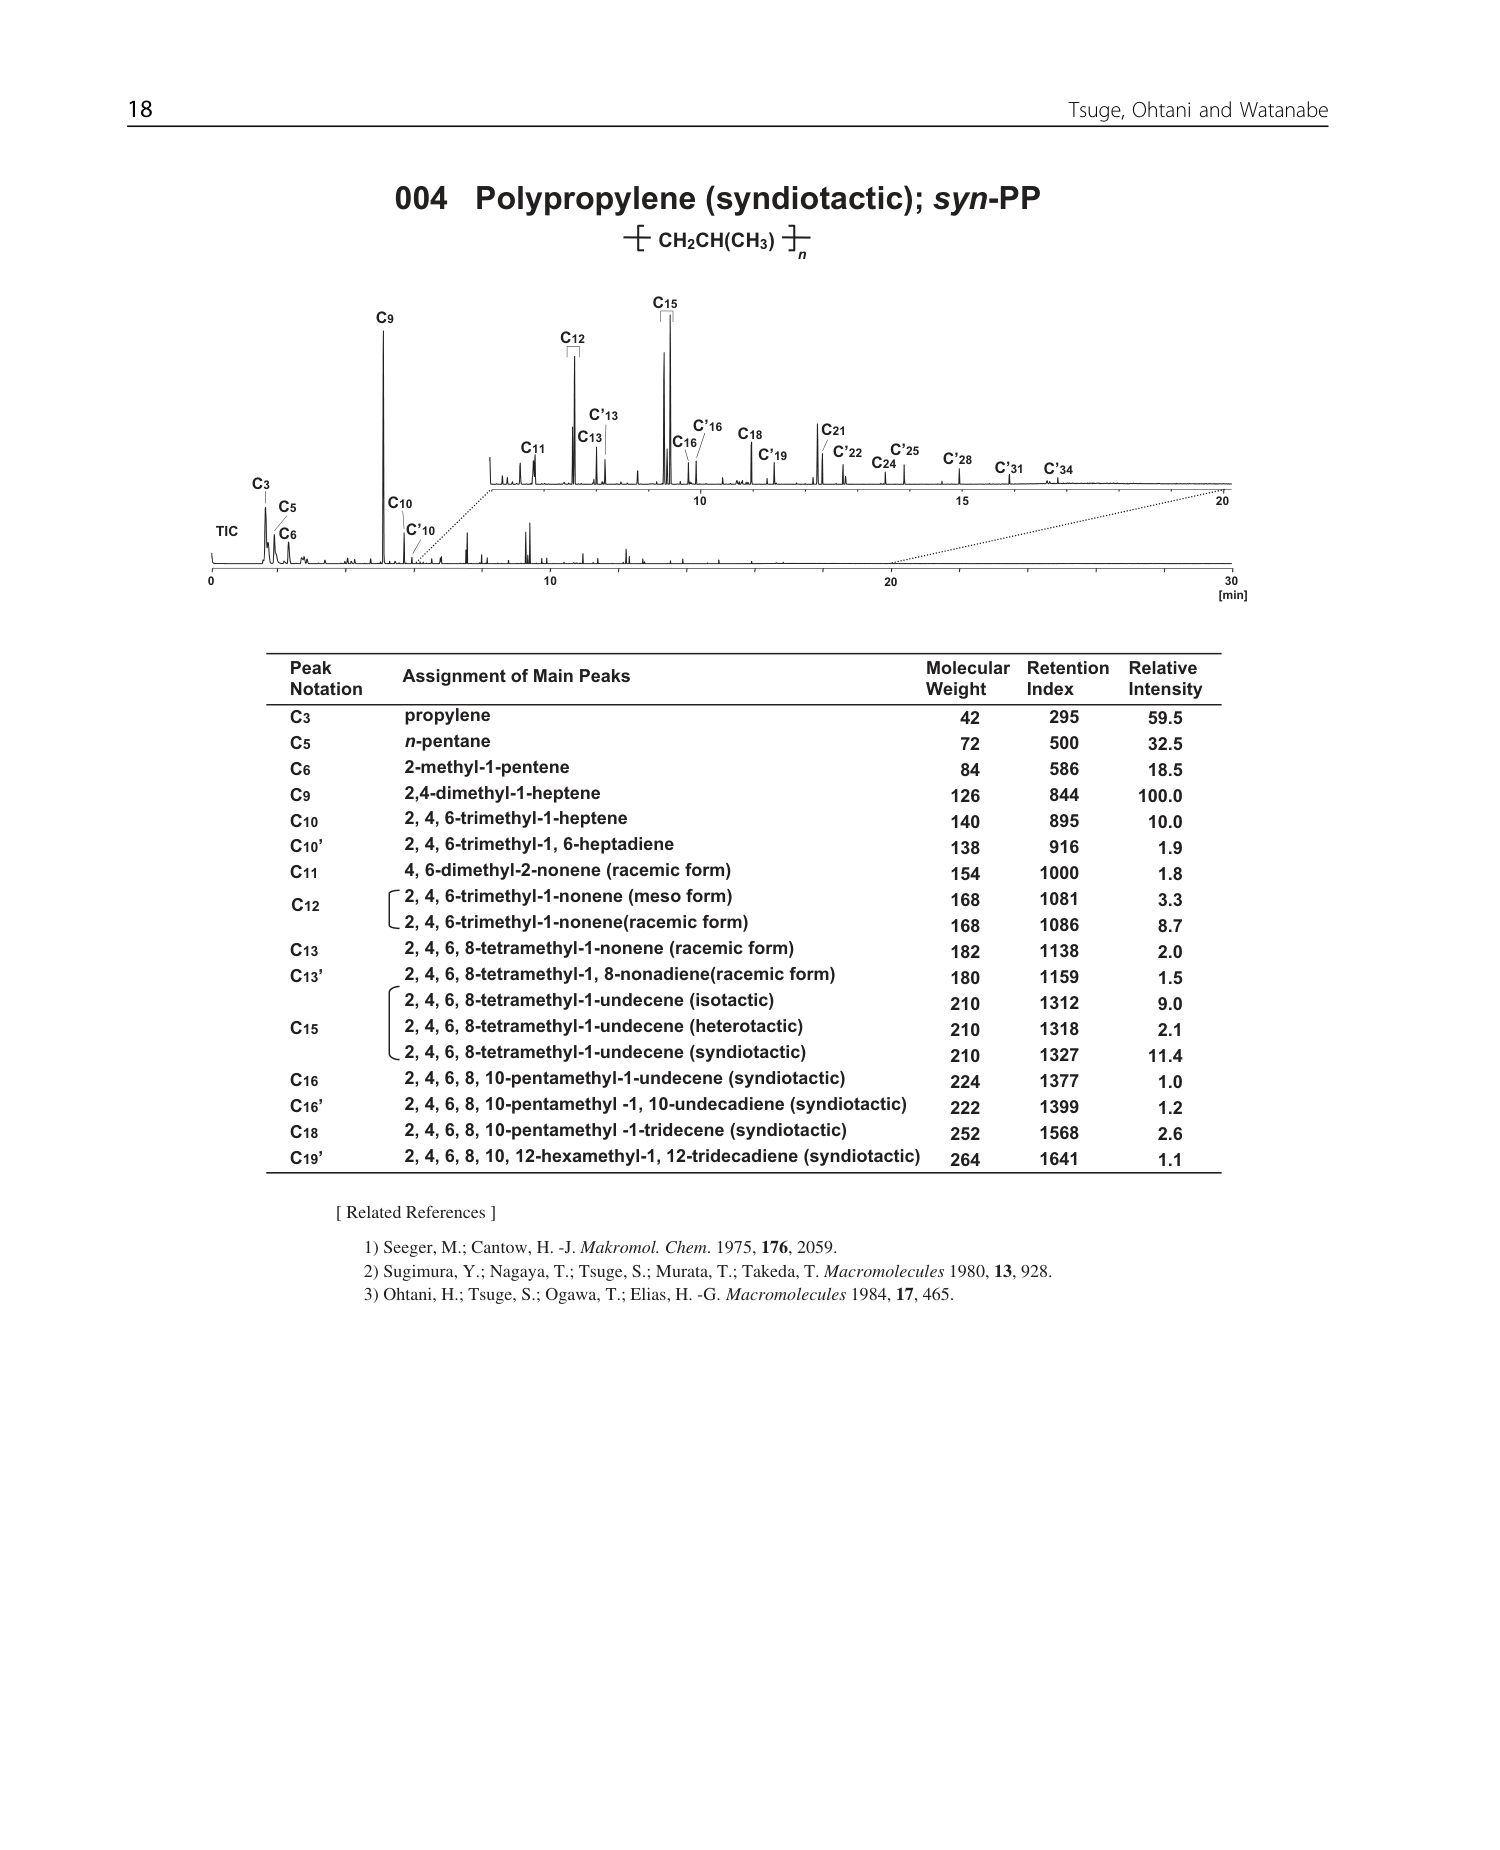 18 Tsuge, Ohtani and Watanabe
004 Polypropylene (syndiotactic); syn-PP
CH2CH(CH3) n
C15
C9
C12
C'13
C'16
C13
C18
C21
C16
C11
C'19
C'22
C'25
C24
C'28
C'31
C'34
C3
10 15 20
C10
C5
TIC
C6
C'10
0 10 20 30
[min]
Peak Notation Assignment of Main Peaks Molecular Weight Retention Index Relative Intensity
C3 propylene 42 295 59.5
C5 n-pentane 72 500 32.5
C6 2-methyl-1-pentene 84 586 18.5
C9 2,4-dimethyl-1-heptene 126 844 100.0
C10 2, 4, 6-trimethyl-1-heptene 140 895 10.0
C10' 2, 4, 6-trimethyl-1, 6-heptadiene 138 916 1.9
C11 4, 6-dimethyl-2-nonene (racemic form) 154 1000 1.8
C12 2, 4, 6-trimethyl-1-nonene (meso form) 168 1081 3.3
2, 4, 6-trimethyl-1-nonene(racemic form) 168 1086 8.7
C13 2, 4, 6, 8-tetramethyl-1-nonene (racemic form) 182 1138 2.0
C13' 2, 4, 6, 8-tetramethyl-1, 8-nonadiene(racemic form) 180 1159 1.5
2, 4, 6, 8-tetramethyl-1-undecene (isotactic) 210 1312 9.0
C15 2, 4, 6, 8-tetramethyl-1-undecene (heterotactic) 210 1318 2.1
2, 4, 6, 8-tetramethyl-1-undecene (syndiotactic) 210 1327 11.4
C16 2, 4, 6, 8, 10-pentamethyl-1-undecene (syndiotactic) 224 1377 1.0
C16' 2, 4, 6, 8, 10-pentamethyl -1, 10-undecadiene (syndiotactic) 222 1399 1.2
C18 2, 4, 6, 8, 10-pentamethyl -1-tridecene (syndiotactic) 252 1568 2.6
C19' 2, 4, 6, 8, 10, 12-hexamethyl-1, 12-tridecadiene (syndiotactic) 264 1641 1.1
[ Related References ]
1) Seeger, M.; Cantow, H. -J. Makromol. Chem. 1975, 176, 2059.
2) Sugimura, Y.; Nagaya, T.; Tsuge, S.; Murata, T.; Takeda, T. Macromolecules 1980, 13, 928.
3) Ohtani, H.; Tsuge, S.; Ogawa, T.; Elias, H. -G. Macromolecules 1984, 17, 465.